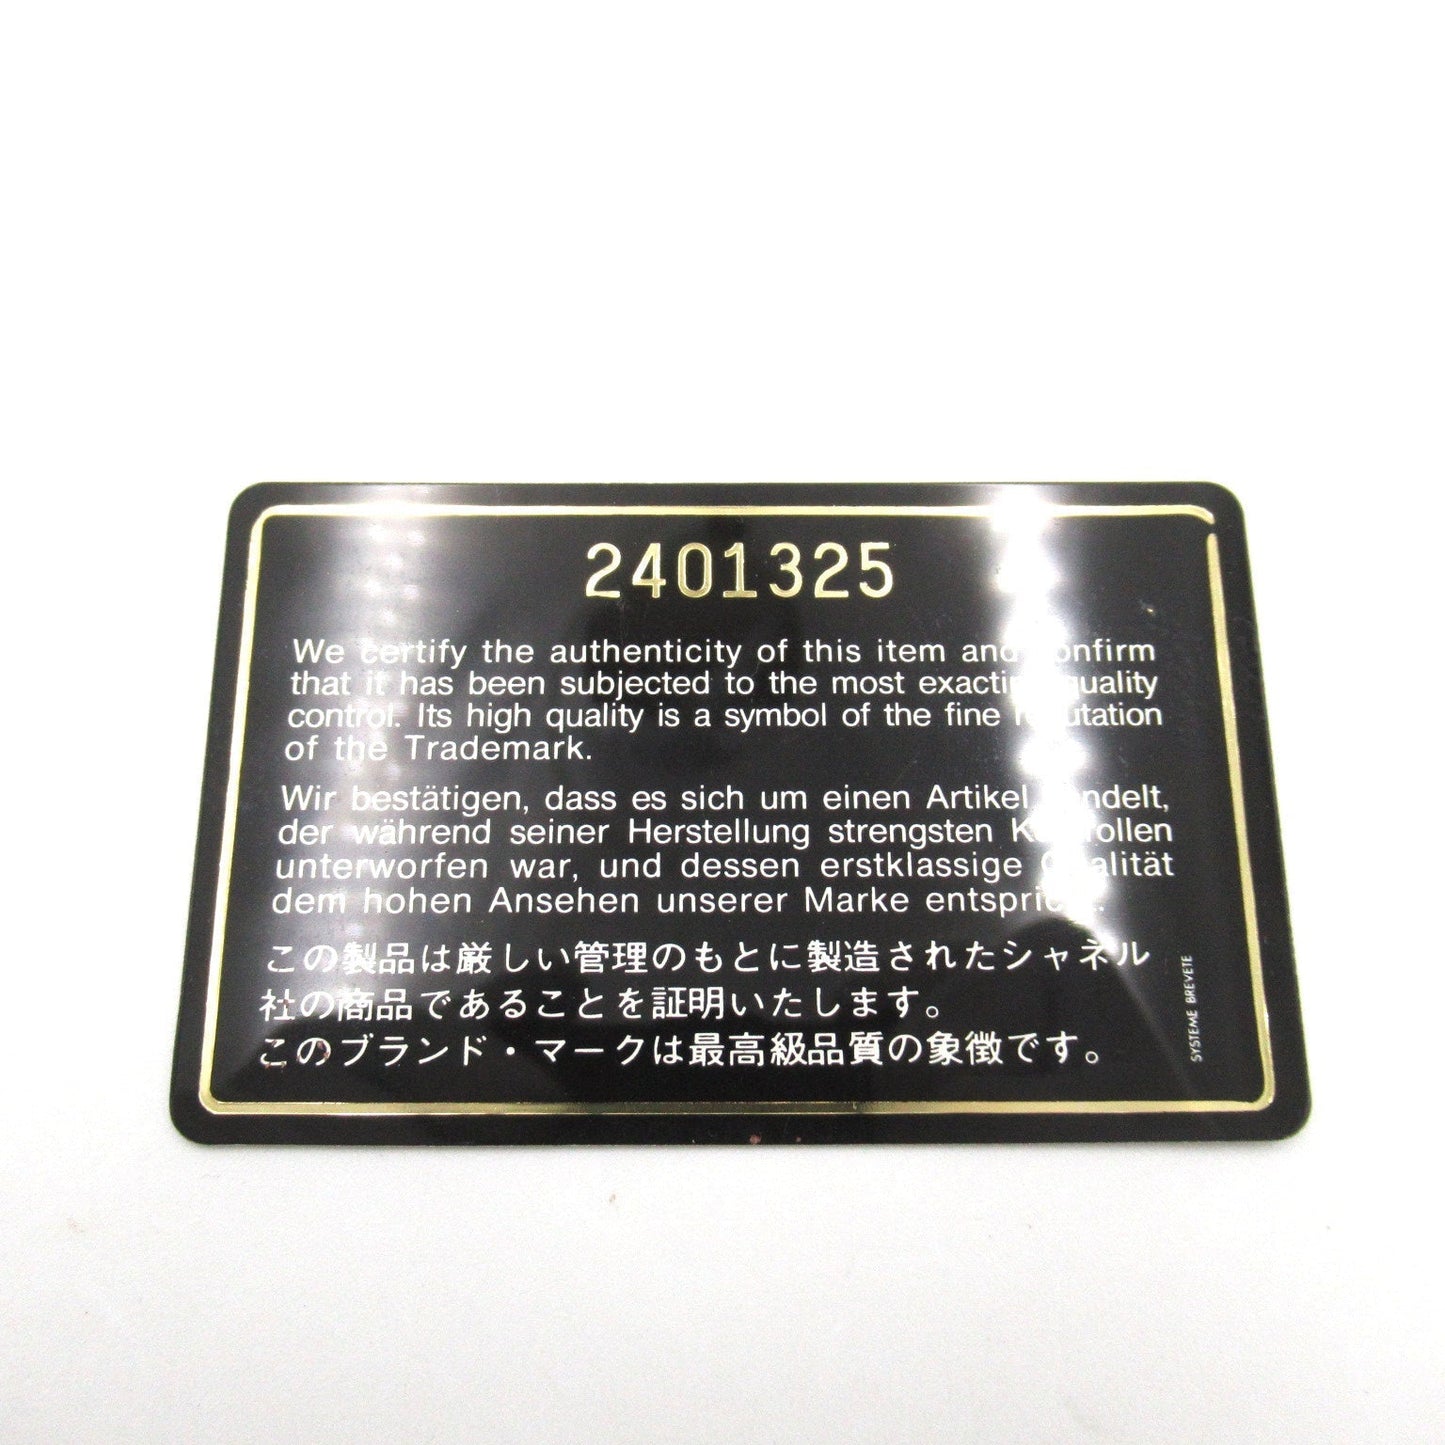 2401325
We certify the authenticity of this item and confirm
that it has been subjected to the most exacting quality
control. Its high quality is a symbol of the fine reputation
of the Trademark.
Wir bestätigen, dass es sich um einen Artikel handelt,
der während seiner Herstellung strengsten Kontrollen
unterworfen war, und dessen erstklassige Qualität
dem hohen Ansehen unserer Marke entspricht.
この製品は厳しい管理のもとに製造されたシャネル
社の商品であることを証明いたします。
このブランド・マークは最高級品質の象徴です。
SYSTEME BREVETE